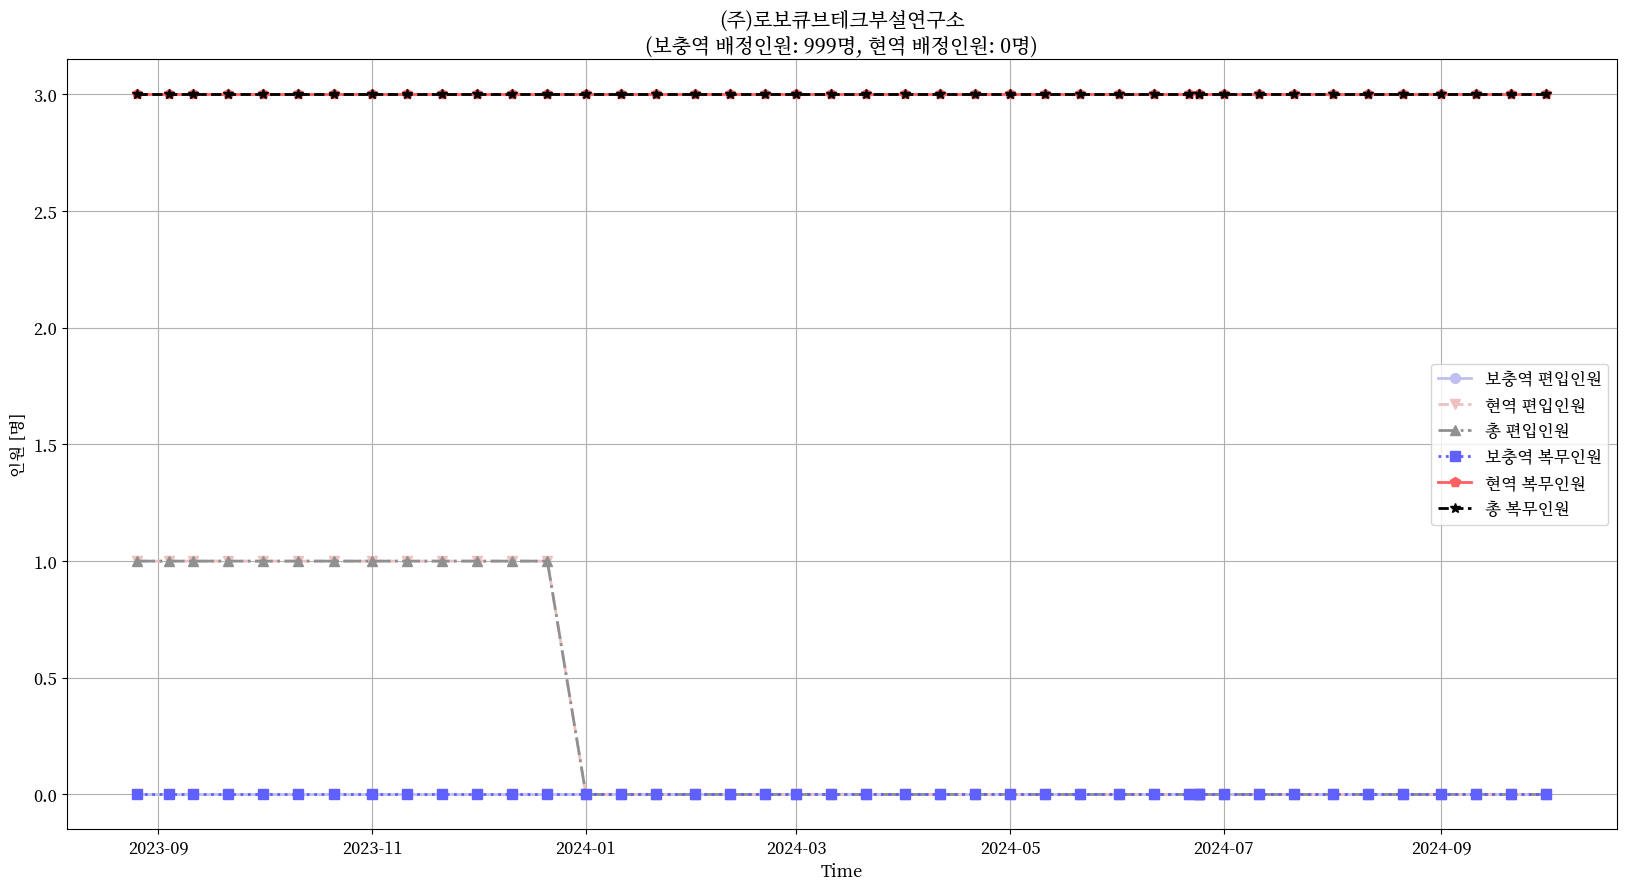 (주)로보큐브테크부설연구소
(보충역 배정인원: 999명, 현역 배정인원: 0명)
3.0
2.5
2.0
1.5
1.0
0.5
0.0
인원 [명]
보충역 편입인원
현역 편입인원
총 편입인원
보충역 복무인원
현역 복무인원
총 복무인원
2023-09 2023-11 2024-01 2024-03 2024-05 2024-07 2024-09
Time